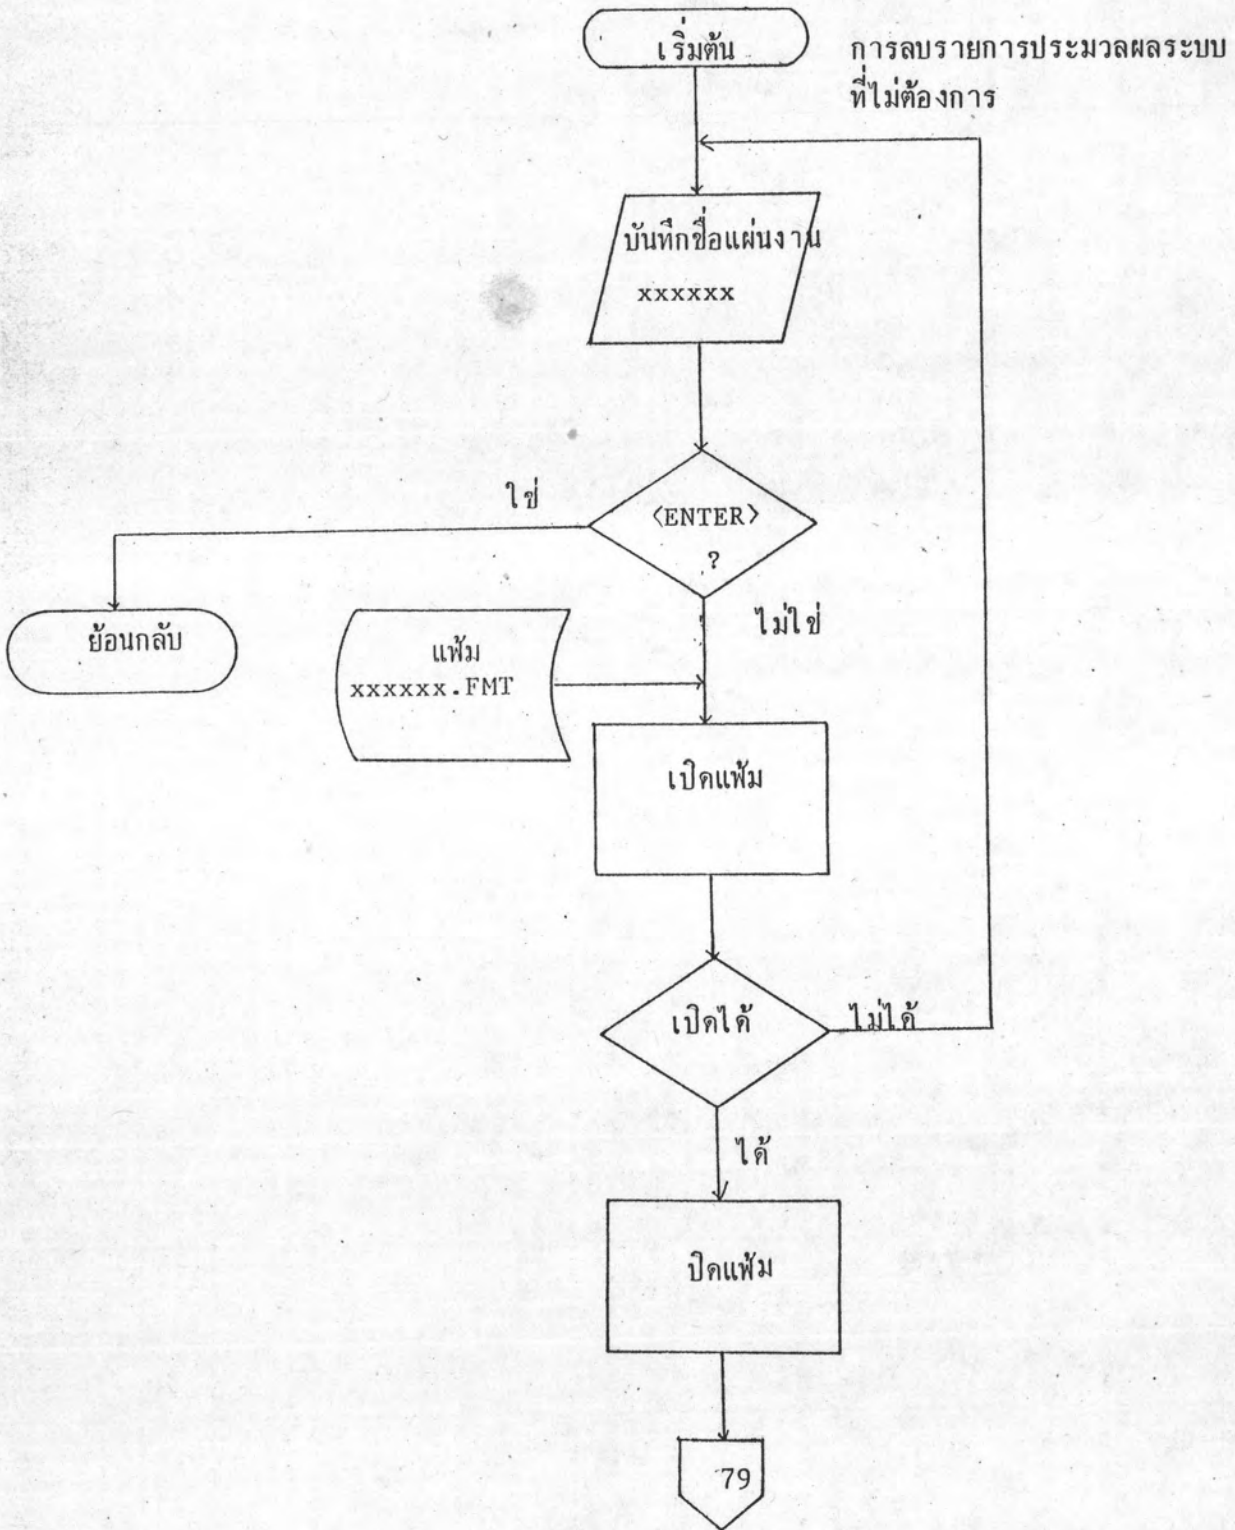 เริ่มต้น
การลบรายการประมวลผลระบบ
ที่ไม่ต้องการ
บันทึกชื่อแผ่นงาน
xxxxxx
ใช่
<ENTER>
?
ไม่ใช่
ย้อนกลับ
แฟ้ม
xxxxxx.FMT
เปิดแฟ้ม
เปิดได้
ไม่ได้
ได้
ปิดแฟ้ม
79